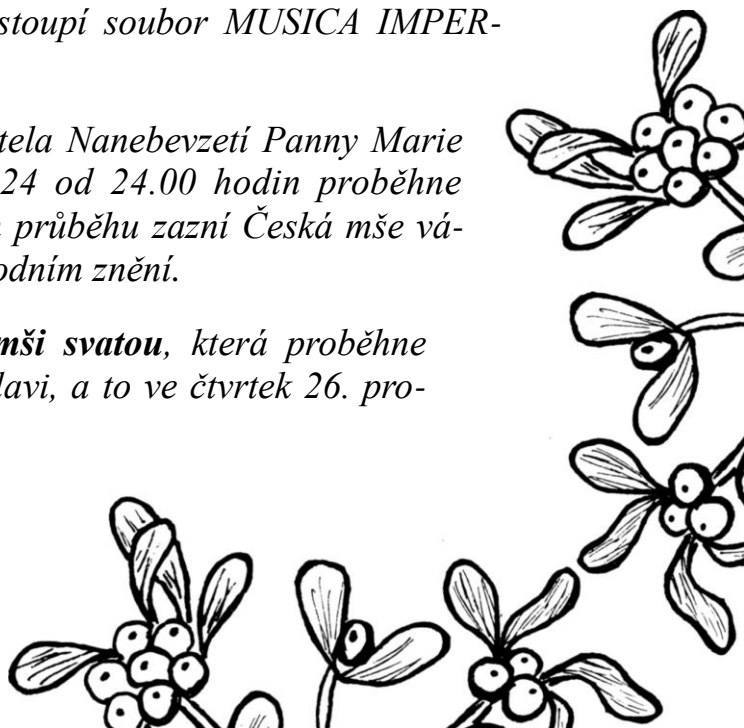 stoupí soubor MUSICA IMPER-
tela Nanebevzetí Panny Marie
24 od 24.00 hodin proběhne
průběhu zazní Česká mše vá-
odním znění.
mši svatou, která proběhne
lavi, a to ve čtvrtek 26. pro-